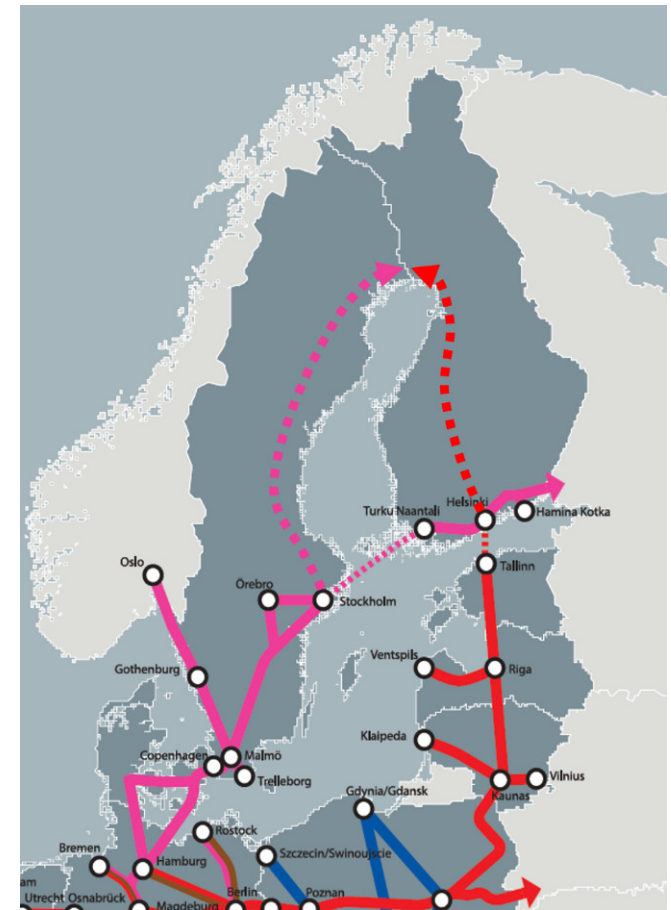 Turku Naantali
Helsinki
Hamina Kotka
Oslo
Tallinn
Örebro
Stockholm
Ventspils
Riga
Gothenburg
Klaipeda
Copenhagen
Malmö
Trelleborg
Vilnius
Kaunas
Gdynia/Gdansk
Rostock
Bremen
Szczecin/Swinoujscie
Hamburg
am
Utrecht
Osnabrück
Magdeburg
Berlin
Poznan